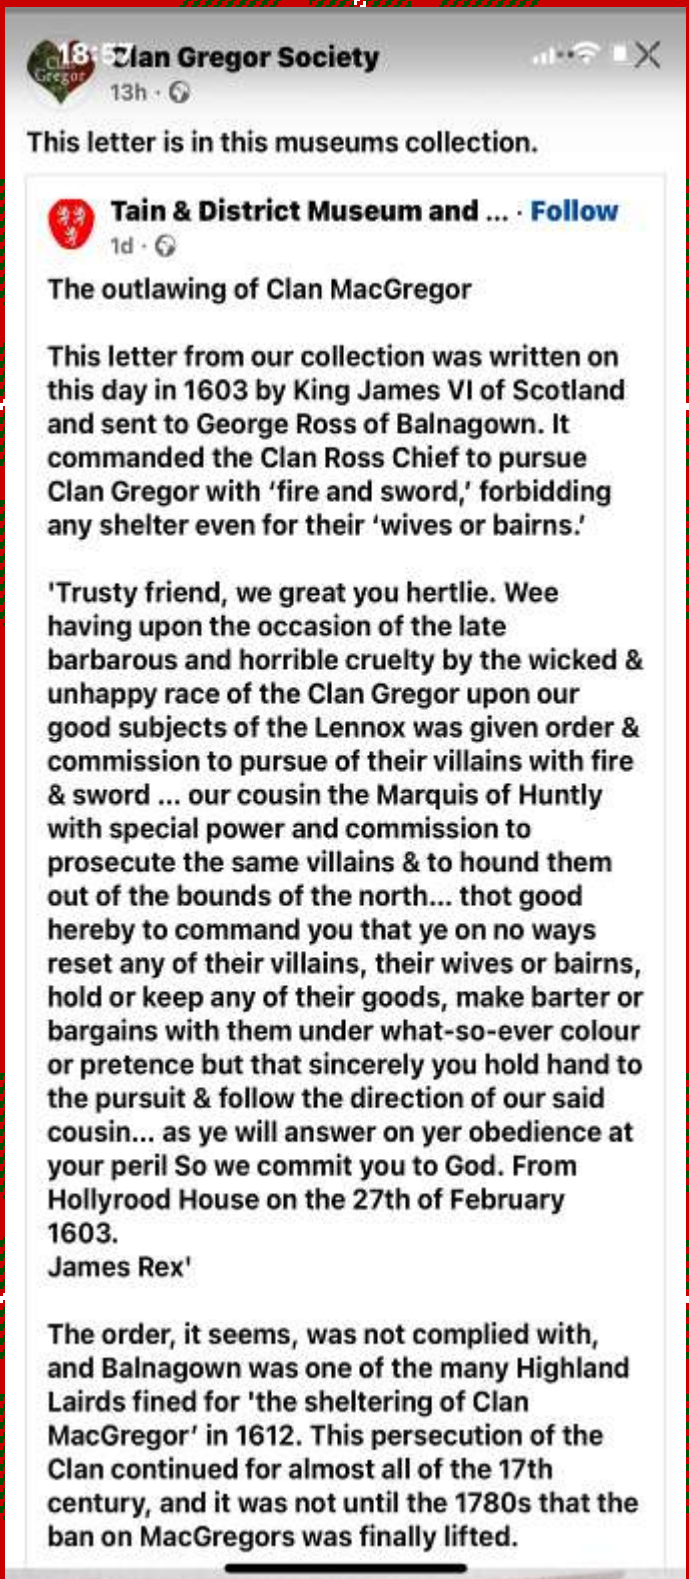 18:57
Clan Gregor Society
Clan
Gregor
13h ·
This letter is in this museums collection.
Tain & District Museum and ... · Follow
1d ·
The outlawing of Clan MacGregor
This letter from our collection was written on
this day in 1603 by King James VI of Scotland
and sent to George Ross of Balnagown. It
commanded the Clan Ross Chief to pursue
Clan Gregor with ‘fire and sword,’ forbidding
any shelter even for their ‘wives or bairns.’
'Trusty friend, we great you hertlie. Wee
having upon the occasion of the late
barbarous and horrible cruelty by the wicked &
unhappy race of the Clan Gregor upon our
good subjects of the Lennox was given order &
commission to pursue of their villains with fire
& sword ... our cousin the Marquis of Huntly
with special power and commission to
prosecute the same villains & to hound them
out of the bounds of the north... thot good
hereby to command you that ye on no ways
reset any of their villains, their wives or bairns,
hold or keep any of their goods, make barter or
bargains with them under what-so-ever colour
or pretence but that sincerely you hold hand to
the pursuit & follow the direction of our said
cousin... as ye will answer on yer obedience at
your peril So we commit you to God. From
Hollyrood House on the 27th of February
1603.
James Rex'
The order, it seems, was not complied with,
and Balnagown was one of the many Highland
Lairds fined for 'the sheltering of Clan
MacGregor’ in 1612. This persecution of the
Clan continued for almost all of the 17th
century, and it was not until the 1780s that the
ban on MacGregors was finally lifted.